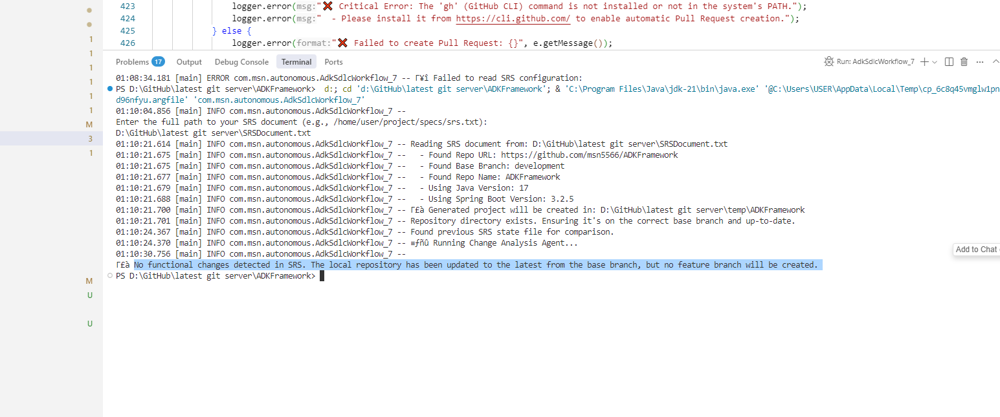 423 logger.error(msg:"❌ Critical Error: The 'gh' (GitHub CLI) command is not installed or not in the system's PATH.");
424 logger.error(msg:"  - Please install it from https://cli.github.com/ to enable automatic Pull Request creation.");
425 } else {
426 logger.error(format:"❌ Failed to create Pull Request: {}", e.getMessage());
Problems 17 Output Debug Console Terminal Ports Run: AdkSdlcWorkflow_7
01:08:34.181 [main] ERROR com.msn.autonomous.AdkSdlcWorkflow_7 -- Γ¥î Failed to read SRS configuration:
PS D:\GitHub\latest git server\ADKFramework>  d:; cd 'd:\GitHub\latest git server\ADKFramework'; & 'C:\Program Files\Java\jdk-21\bin\java.exe' '@C:\Users\USER\AppData\Local\Temp\cp_6c8q45vmglw1pn
d96nfyu.argfile' 'com.msn.autonomous.AdkSdlcWorkflow_7'
01:10:04.856 [main] INFO com.msn.autonomous.AdkSdlcWorkflow_7 --
Enter the full path to your SRS document (e.g., /home/user/project/specs/srs.txt):
D:\GitHub\latest git server\SRSDocument.txt
01:10:21.614 [main] INFO com.msn.autonomous.AdkSdlcWorkflow_7 -- Reading SRS document from: D:\GitHub\latest git server\SRSDocument.txt
01:10:21.675 [main] INFO com.msn.autonomous.AdkSdlcWorkflow_7 --   - Found Repo URL: https://github.com/msn5566/ADKFramework
01:10:21.675 [main] INFO com.msn.autonomous.AdkSdlcWorkflow_7 --   - Found Base Branch: development
01:10:21.677 [main] INFO com.msn.autonomous.AdkSdlcWorkflow_7 --   - Found Repo Name: ADKFramework
01:10:21.679 [main] INFO com.msn.autonomous.AdkSdlcWorkflow_7 --   - Using Java Version: 17
01:10:21.688 [main] INFO com.msn.autonomous.AdkSdlcWorkflow_7 --   - Using Spring Boot Version: 3.2.5
01:10:21.700 [main] INFO com.msn.autonomous.AdkSdlcWorkflow_7 -- Γ£à Generated project will be created in: D:\GitHub\latest git server\temp\ADKFramework
01:10:21.701 [main] INFO com.msn.autonomous.AdkSdlcWorkflow_7 -- Repository directory exists. Ensuring it's on the correct base branch and up-to-date.
01:10:24.367 [main] INFO com.msn.autonomous.AdkSdlcWorkflow_7 -- Found previous SRS state file for comparison.
01:10:24.370 [main] INFO com.msn.autonomous.AdkSdlcWorkflow_7 -- ≡ƒñû Running Change Analysis Agent...
Add to Chat
01:10:30.756 [main] INFO com.msn.autonomous.AdkSdlcWorkflow_7 --
Γ£à No functional changes detected in SRS. The local repository has been updated to the latest from the base branch, but no feature branch will be created.
PS D:\GitHub\latest git server\ADKFramework>
1
1
1
1
1
1
M
3
1
M
U
U